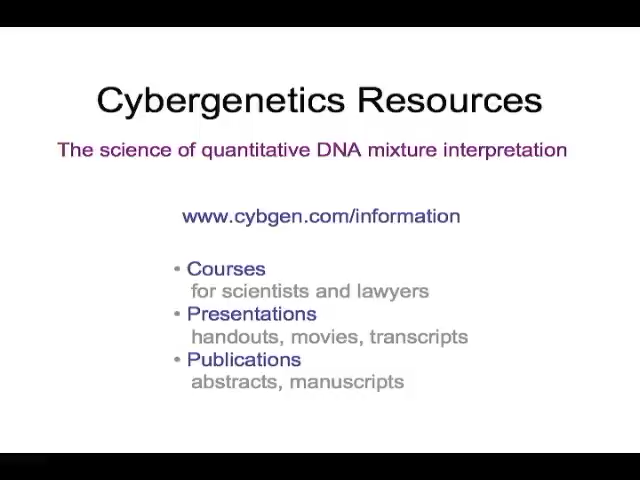 Cybergenetics Resources
The science of quantitative DNA mixture interpretation
www.cybgen.com/information
• Courses
for scientists and lawyers
• Presentations
handouts, movies, transcripts
• Publications
abstracts, manuscripts